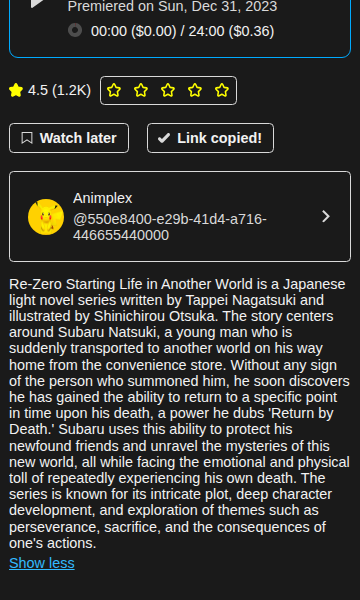 Premiered on Sun, Dec 31, 2023
00:00 ($0.00) / 24:00 ($0.36)
4.5 (1.2K)
Watch later
Link copied!
Animplex
@550e8400-e29b-41d4-a716-
446655440000
Re-Zero Starting Life in Another World is a Japanese
light novel series written by Tappei Nagatsuki and
illustrated by Shinichirou Otsuka. The story centers
around Subaru Natsuki, a young man who is
suddenly transported to another world on his way
home from the convenience store. Without any sign
of the person who summoned him, he soon discovers
he has gained the ability to return to a specific point
in time upon his death, a power he dubs 'Return by
Death.' Subaru uses this ability to protect his
newfound friends and unravel the mysteries of this
new world, all while facing the emotional and physical
toll of repeatedly experiencing his own death. The
series is known for its intricate plot, deep character
development, and exploration of themes such as
perseverance, sacrifice, and the consequences of
one's actions.
Show less